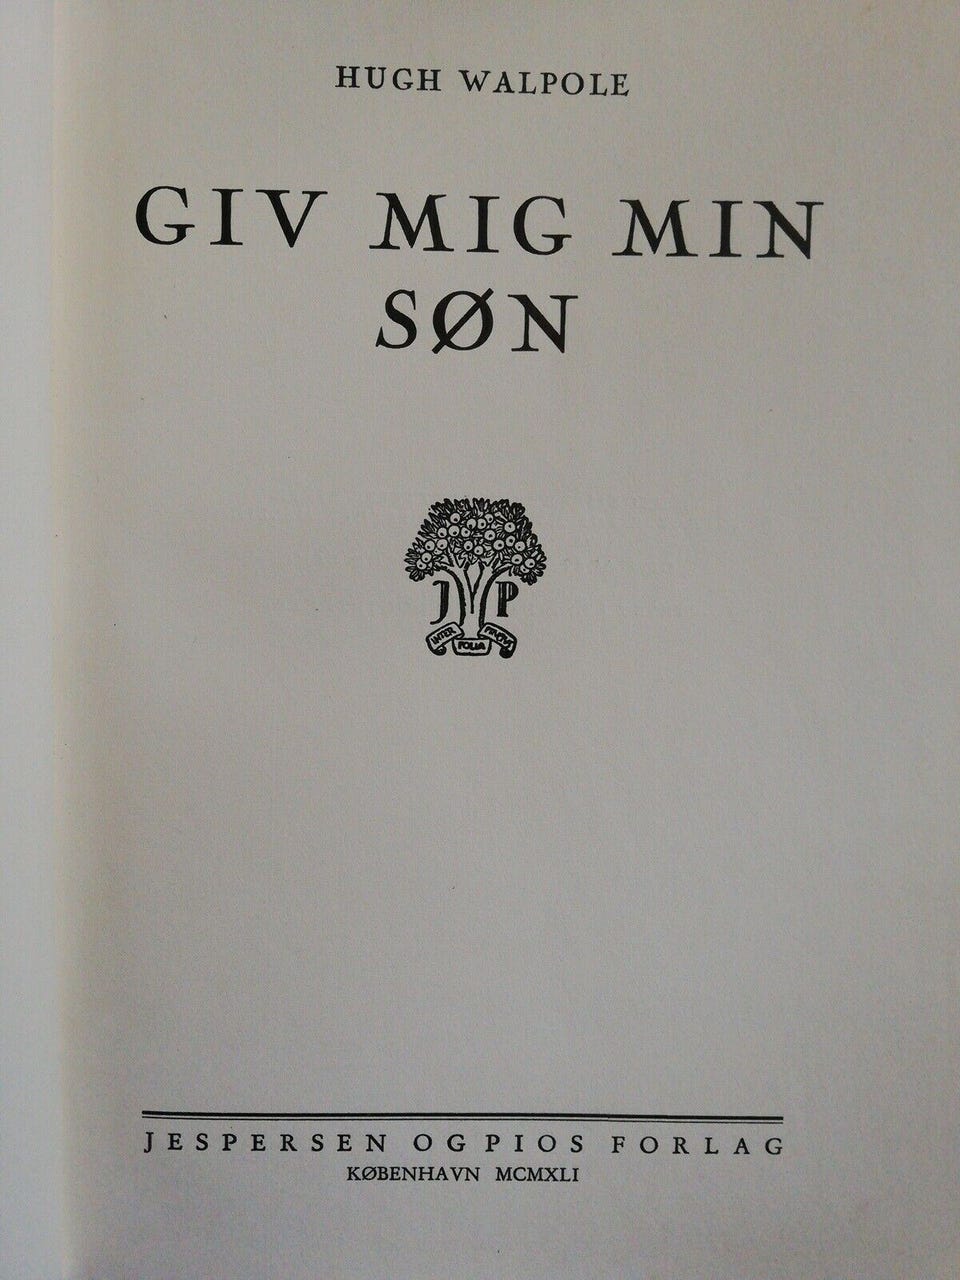 HUGH WALPOLE
GIV MIG MIN
SØN
J P
INTER FOLIA FRUCTUS
JESPERSEN OG PIOS FORLAG
KØBENHAVN MCMXLI